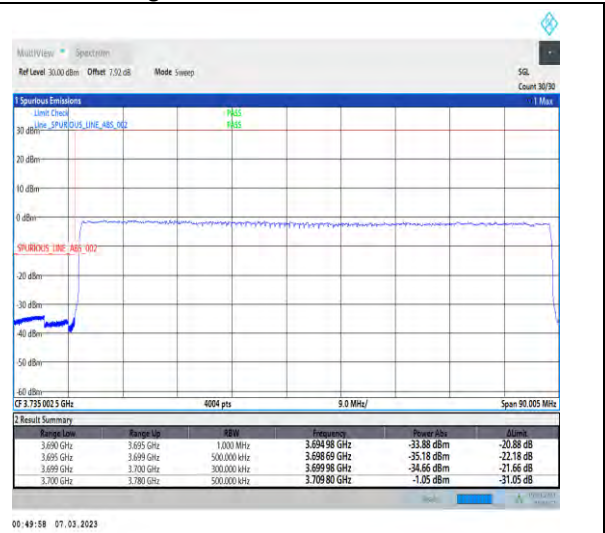 MultiView Spectrum
Ref Level 30.00 dBm Offset 7.92 dB Mode Sweep SGL
Count 30/30
1 Spurious Emissions 1 Max
Limit Check PASS
Line _SPURIOUS_LINE_ABS_002 PASS
30 dBm
20 dBm
10 dBm
0 dBm
SPURIOUS_LINE_ABS_002
-20 dBm
-30 dBm
-40 dBm
-50 dBm
-60 dBm
CF 3.735 002 5 GHz 4004 pts 9.0 MHz/ Span 90.005 MHz
2 Result Summary
Range Low Range Up RBW Frequency Power Abs ΔLimit
3.690 GHz 3.695 GHz 1.000 MHz 3.694 98 GHz -33.88 dBm -20.88 dB
3.695 GHz 3.699 GHz 500.000 kHz 3.698 69 GHz -35.18 dBm -22.18 dB
3.699 GHz 3.700 GHz 300.000 kHz 3.699 98 GHz -34.66 dBm -21.66 dB
3.700 GHz 3.780 GHz 500.000 kHz 3.709 80 GHz -1.05 dBm -31.05 dB
00:49:58 07.03.2023